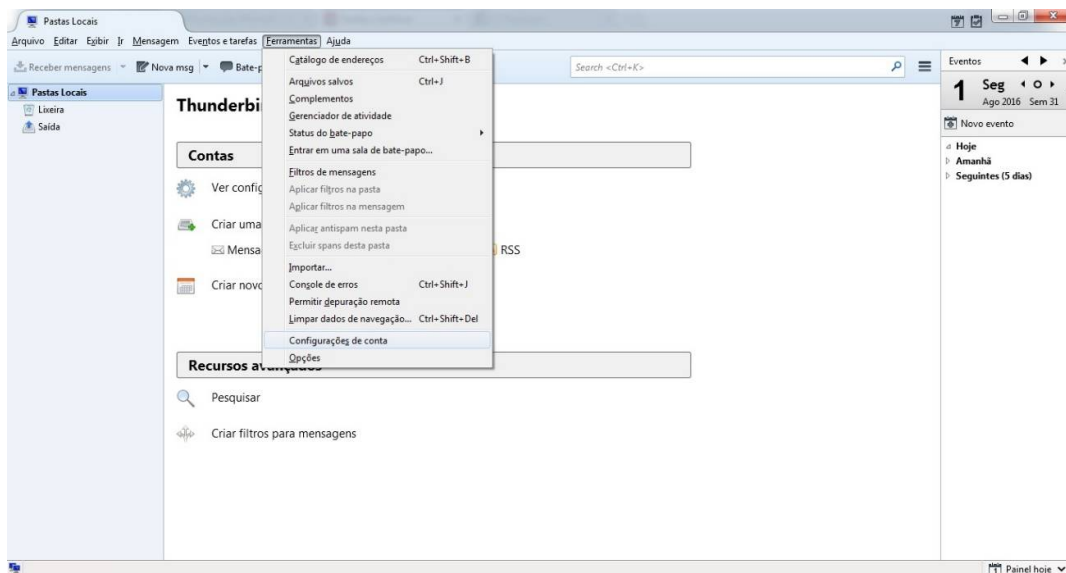 Pastas Locais
Arquivo Editar Exibir Ir Mensagem Eventos e tarefas Ferramentas Ajuda
Receber mensagens Nova msg Bate-p
Search <Ctrl+K>
Pastas Locais
Lixeira
Saída
Thunderbi
Contas
Ver config
Criar uma
Mensa
RSS
Criar novo
Recursos avançados
Pesquisar
Criar filtros para mensagens
Catálogo de endereços Ctrl+Shift+B
Arquivos salvos Ctrl+J
Complementos
Gerenciador de atividade
Status do bate-papo
Entrar em uma sala de bate-papo...
Filtros de mensagens
Aplicar filtros na pasta
Aplicar filtros na mensagem
Aplicar antispam nesta pasta
Excluir spans desta pasta
Importar...
Console de erros Ctrl+Shift+J
Permitir depuração remota
Limpar dados de navegação... Ctrl+Shift+Del
Configurações de conta
Opções
Eventos
1 Seg
Ago 2016 Sem 31
Novo evento
Hoje
Amanhã
Seguintes (5 dias)
Painel hoje